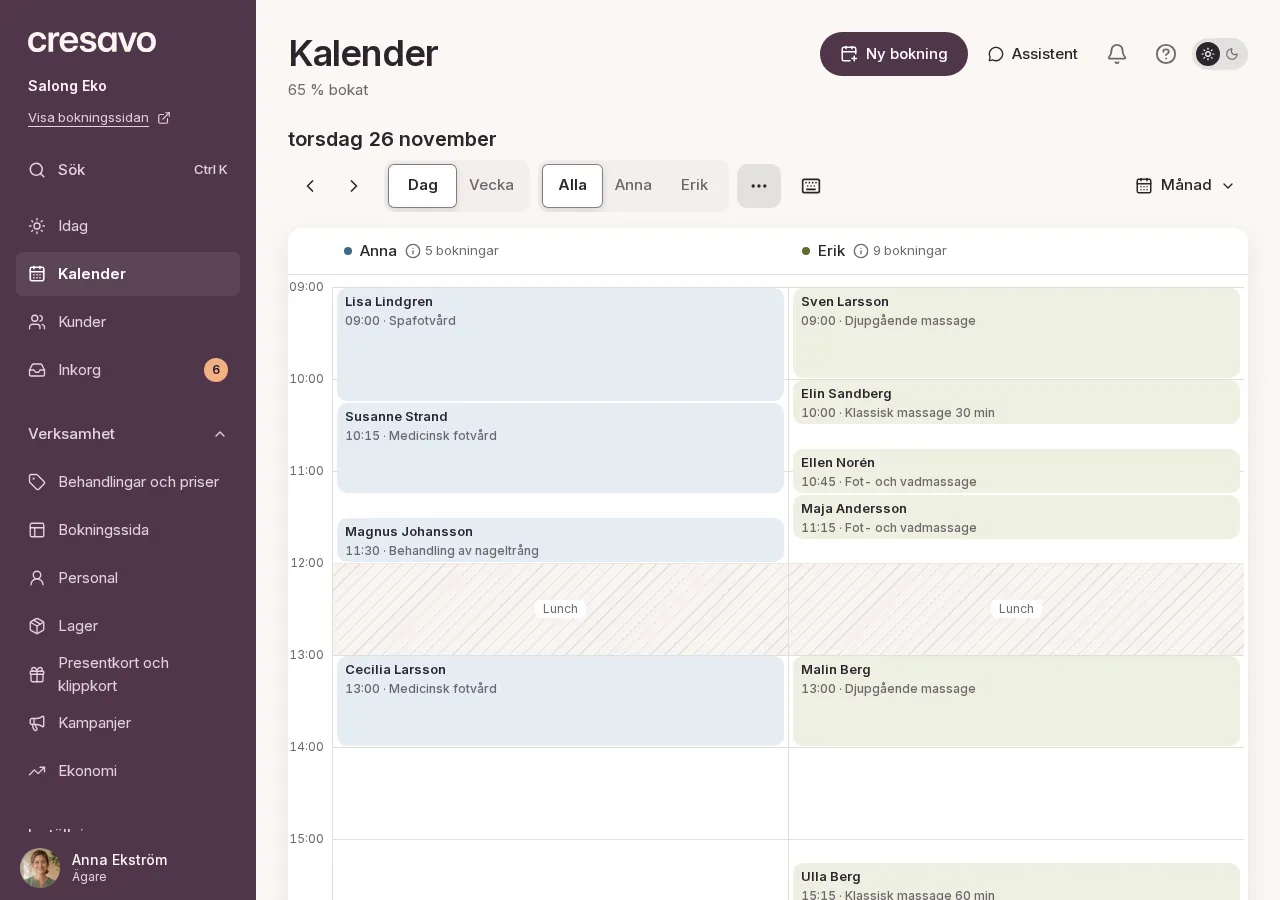 cresavo
Salong Eko
Visa bokningssidan
Sök Ctrl K
Idag
Kalender
Kunder
Inkorg 6
Verksamhet
Behandlingar och priser
Bokningssida
Personal
Lager
Presentkort och
klippkort
Kampanjer
Ekonomi
Anna Ekström
Ägare
Kalender
65 % bokat
Ny bokning
Assistent
torsdag 26 november
Dag Vecka
Alla Anna Erik
Månad
Anna 5 bokningar
Erik 9 bokningar
09:00
Lisa Lindgren
09:00 · Spafotvård
Sven Larsson
09:00 · Djupgående massage
10:00
Elin Sandberg
10:00 · Klassisk massage 30 min
Susanne Strand
10:15 · Medicinsk fotvård
Ellen Norén
10:45 · Fot- och vadmassage
11:00
Maja Andersson
11:15 · Fot- och vadmassage
Magnus Johansson
11:30 · Behandling av nageltrång
12:00
Lunch
Lunch
13:00
Cecilia Larsson
13:00 · Medicinsk fotvård
Malin Berg
13:00 · Djupgående massage
14:00
15:00
Ulla Berg
15:15 · Klassisk massage 60 min